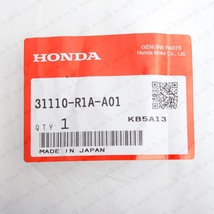 HONDA
GENUINE PARTS
Honda Motor Co., Ltd.
31110-R1A-A01
QTY 1
KB5A13
MADE IN JAPAN